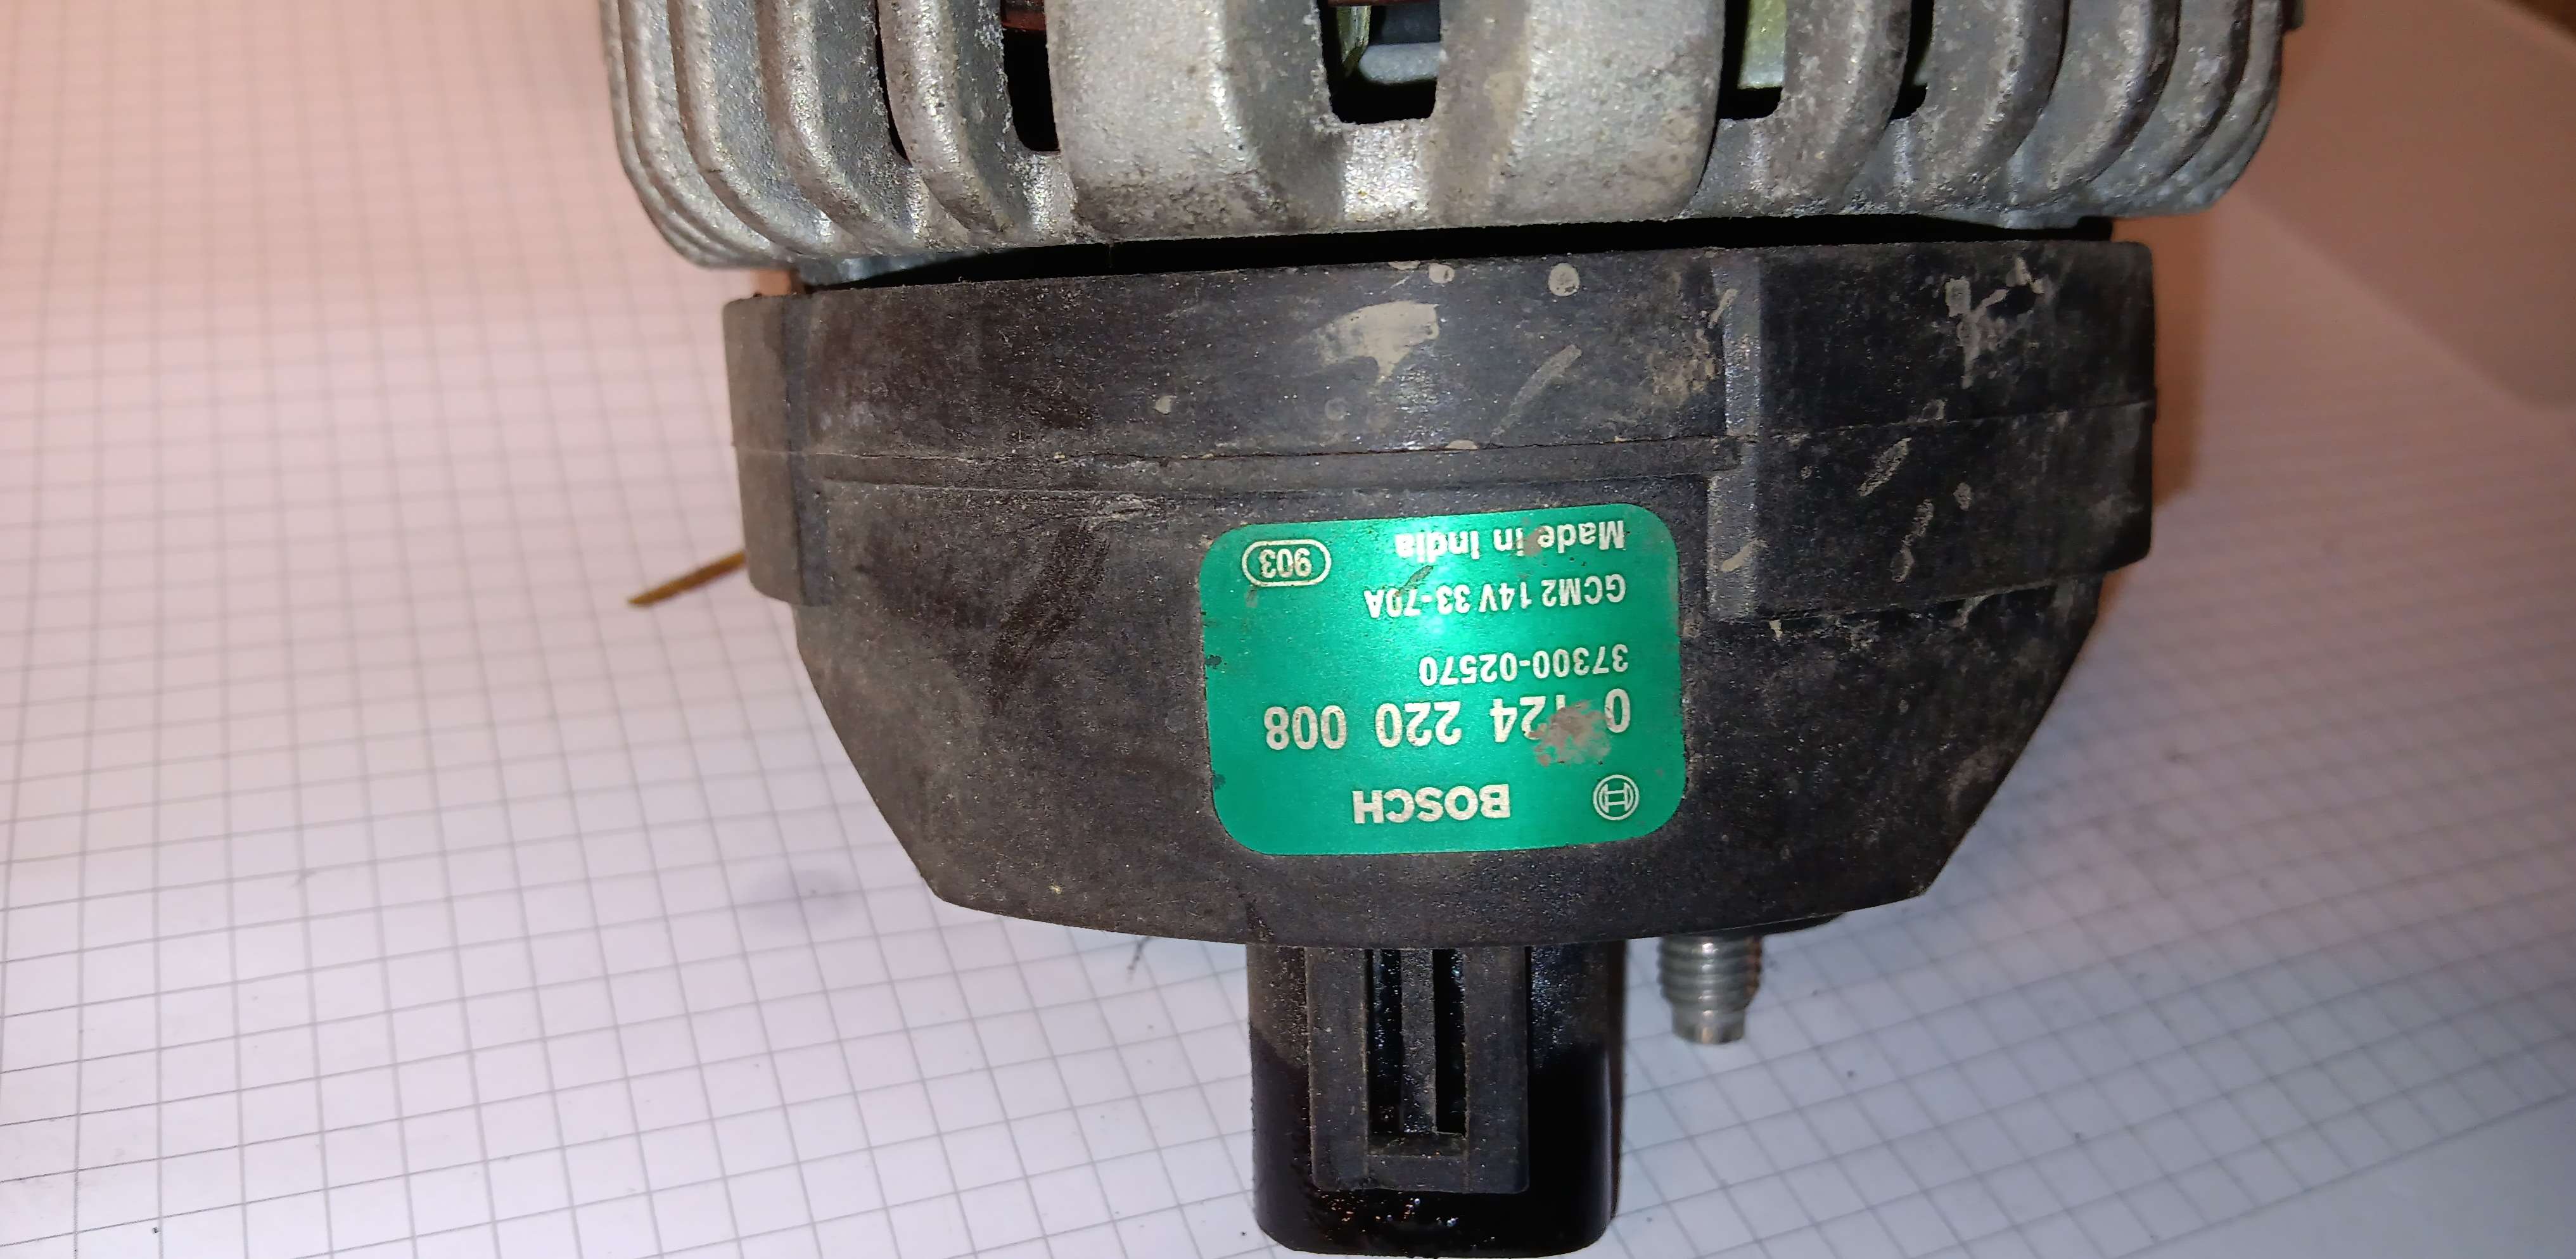 BOSCH
0 124 220 008
37300-02570
GCM2 14V 33-70A
Made in India 903